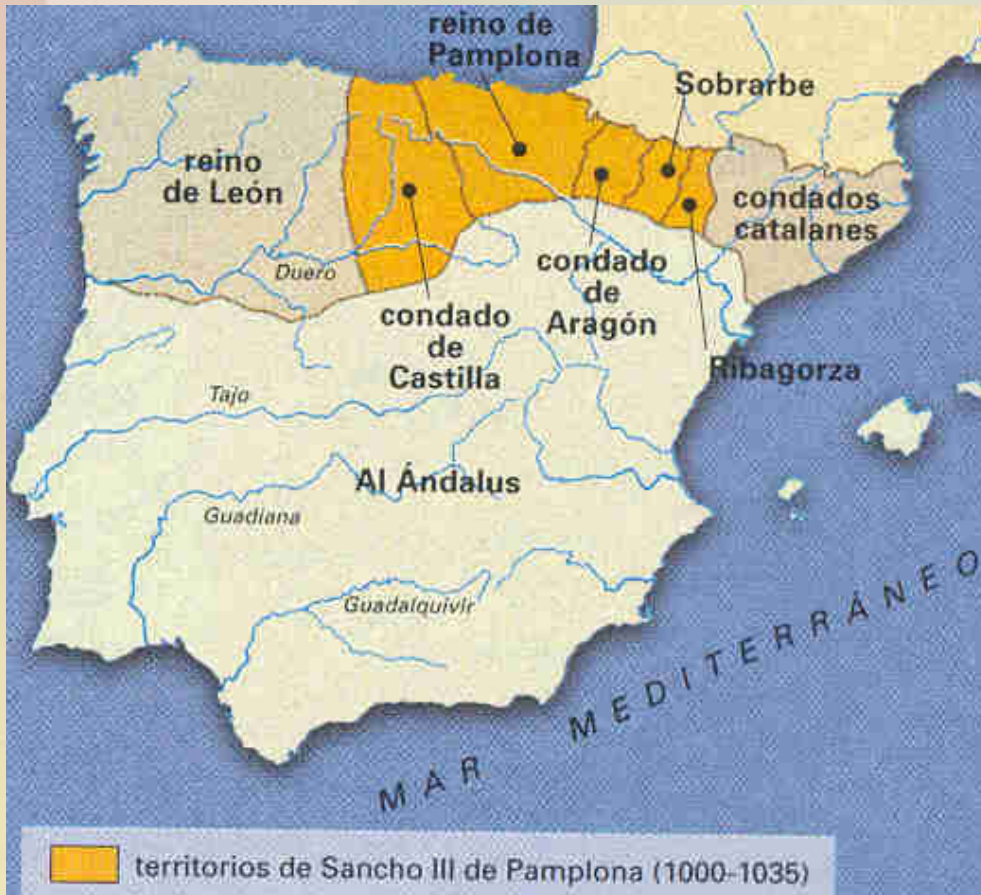 reino de
Pamplona
Sobrarbe
reino
de León
condados
catalanes
Duero
condado
de
Aragón
condado
de
Castilla
Ribagorza
Tajo
Al Ándalus
Guadiana
Guadalquivir
MAR MEDITERRÁNEO
territorios de Sancho III de Pamplona (1000-1035)